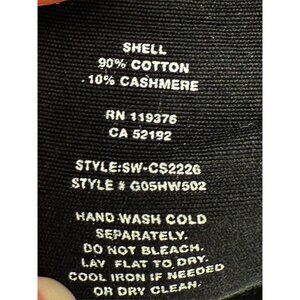 SHELL
90% COTTON
10% CASHMERE
RN 119376
CA 52192
STYLE:SW-CS2226
STYLE # G05HW502
HAND WASH COLD
SEPARATELY.
DO NOT BLEACH.
LAY FLAT TO DRY.
COOL IRON IF NEEDED
OR DRY CLEAN.